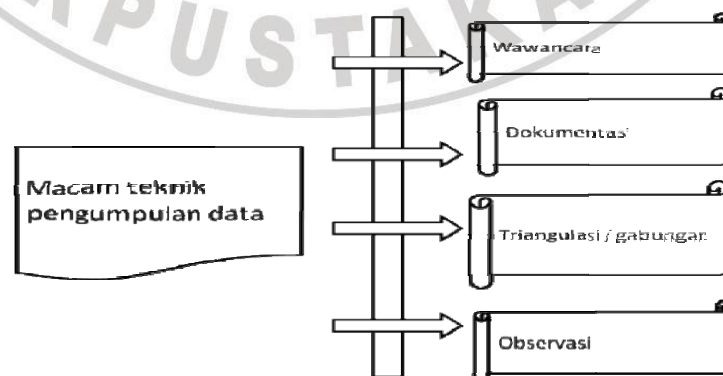 PUSTAKA
Wawancara
Dokumentasi
Macam teknik
pengumpulan data
Triangulasi / gabungan
Observasi